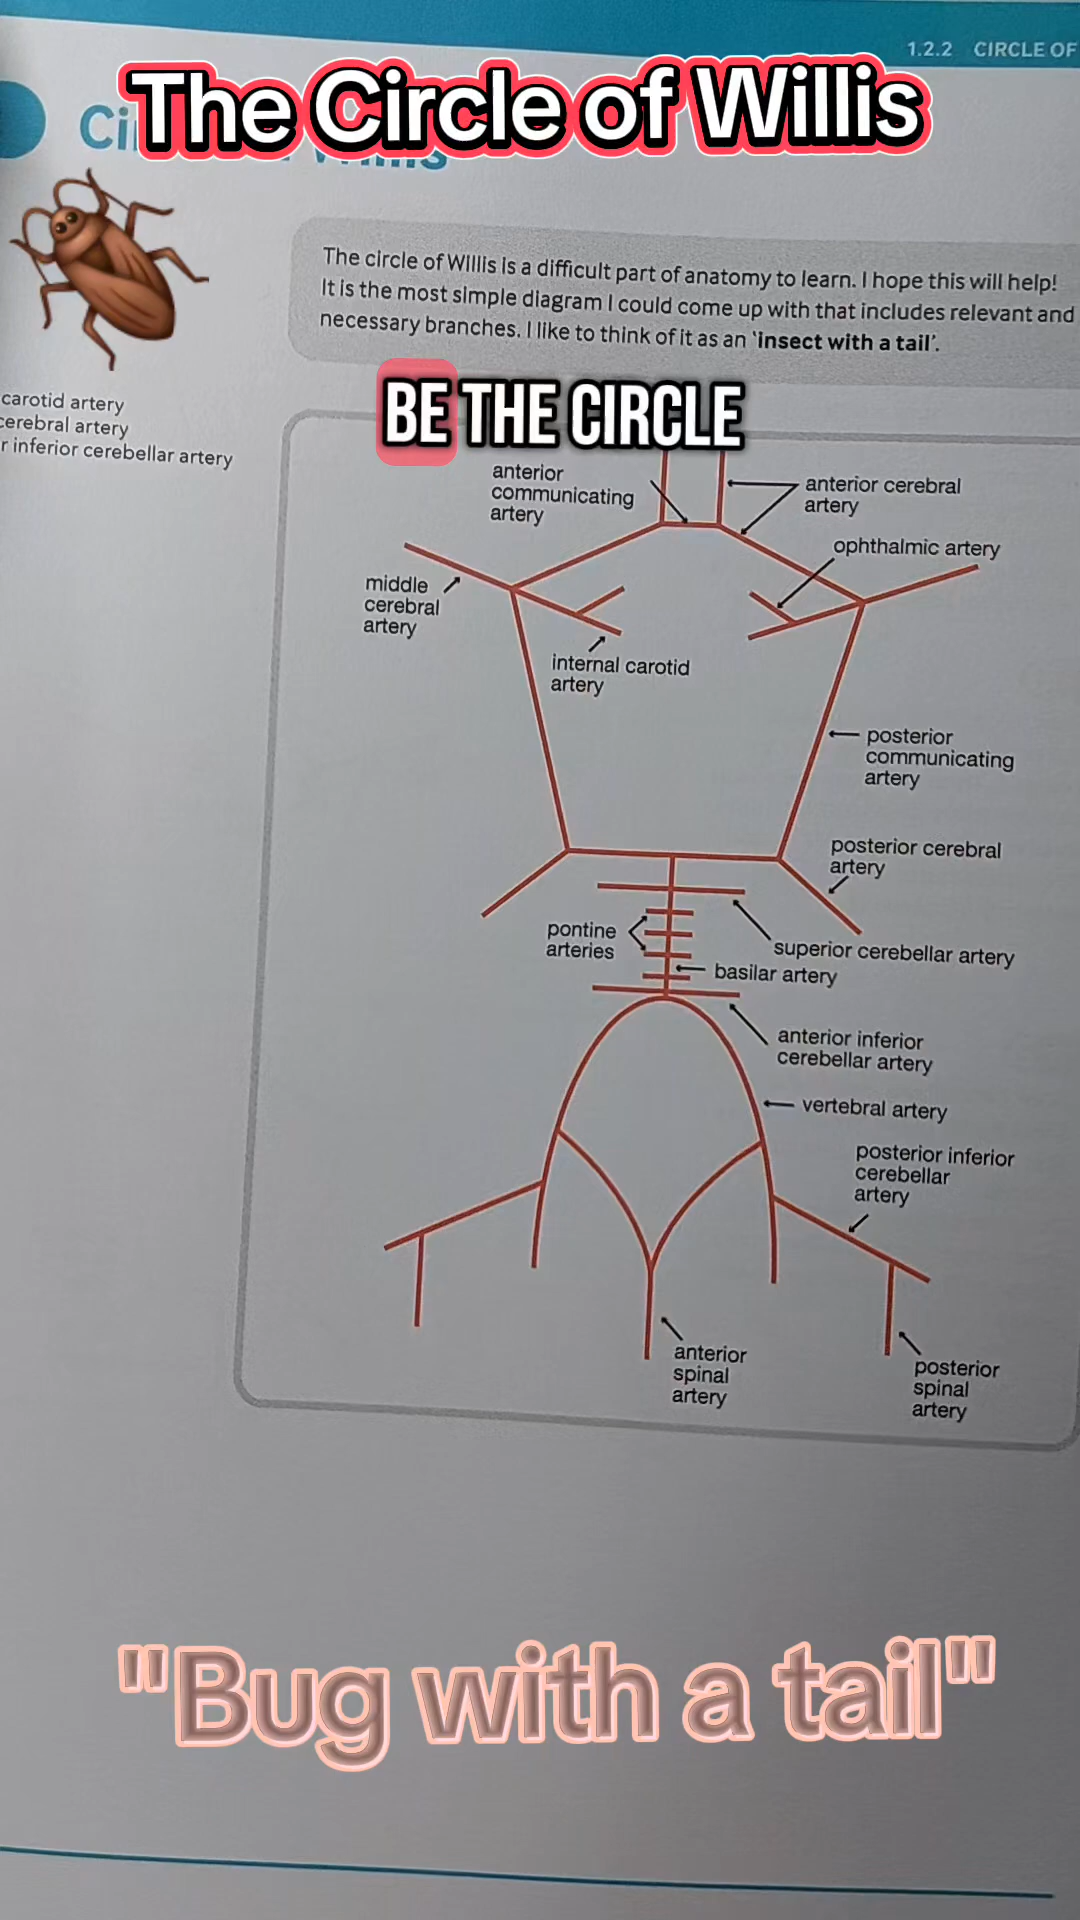 1.2.2 CIRCLE OF
The Circle of Willis
The circle of Willis is a difficult part of anatomy to learn. I hope this will help!
It is the most simple diagram I could come up with that includes relevant and
necessary branches. I like to think of it as an ‘insect with a tail’.
carotid artery
cerebral artery
r inferior cerebellar artery
BE THE CIRCLE
anterior
communicating
artery
anterior cerebral
artery
ophthalmic artery
middle
cerebral
artery
internal carotid
artery
posterior
communicating
artery
posterior cerebral
artery
pontine
arteries
superior cerebellar artery
basilar artery
anterior inferior
cerebellar artery
vertebral artery
posterior inferior
cerebellar
artery
anterior
spinal
artery
posterior
spinal
artery
"Bug with a tail"